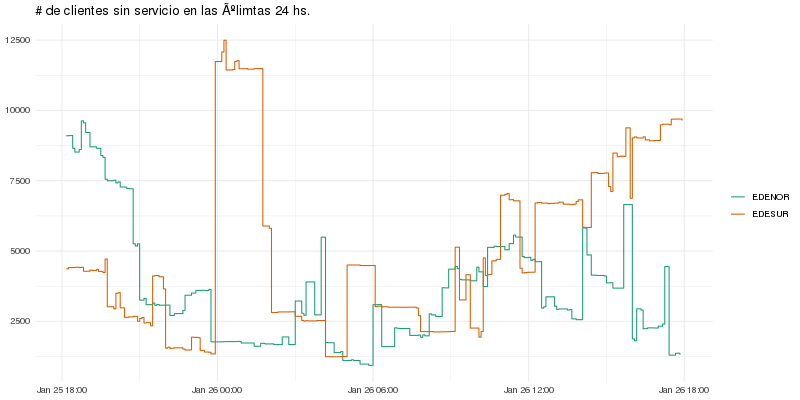 # de clientes sin servicio en las Ãºlimtas 24 hs.
12500
10000
7500
5000
2500
Jan 25 18:00
Jan 26 00:00
Jan 26 06:00
Jan 26 12:00
Jan 26 18:00
EDENOR
EDESUR